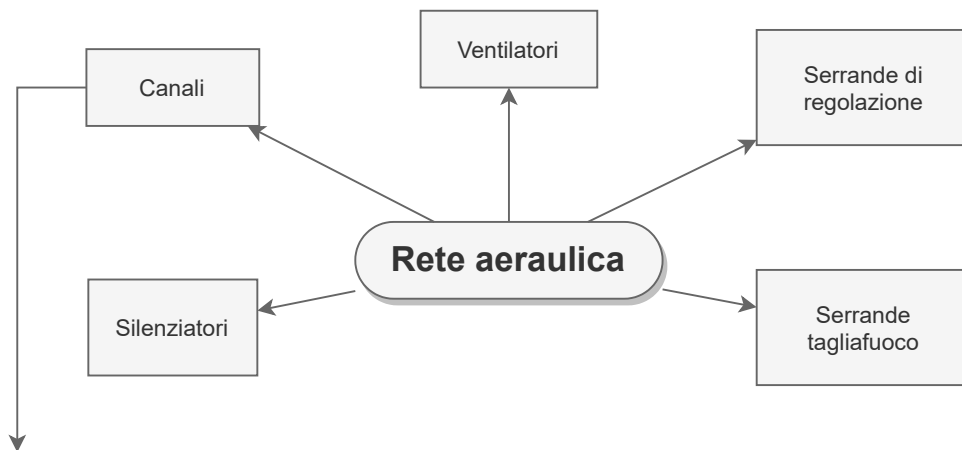 Ventilatori
Canali
Serrande di
regolazione
Rete aeraulica
Silenziatori
Serrande
tagliafuoco